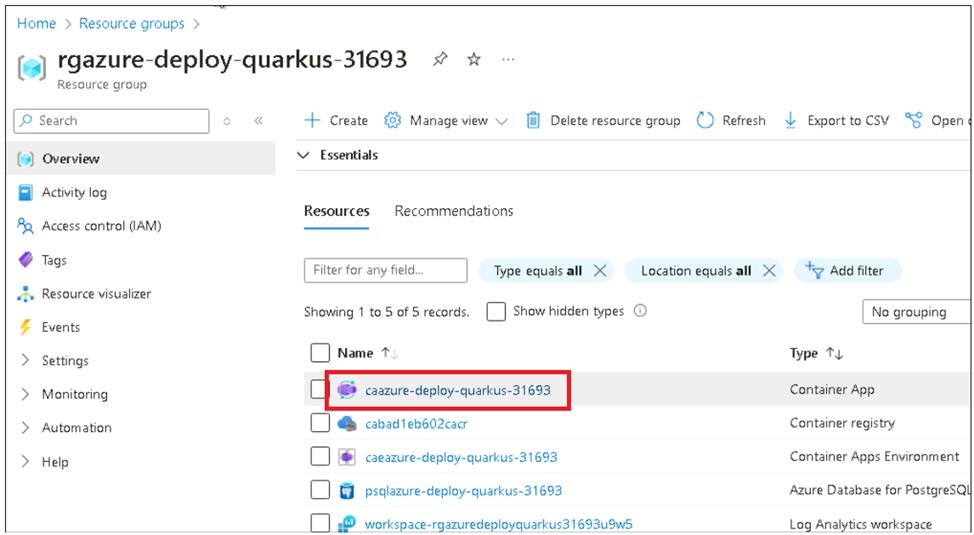 Home > Resource groups >
rgazure-deploy-quarkus-31693 ...
Resource group
Search
Create Manage view Delete resource group Refresh Export to CSV Open
Overview
Activity log
Access control (IAM)
Tags
Resource visualizer
Events
Settings
Monitoring
Automation
Help
Essentials
Resources Recommendations
Filter for any field... Type equals all Location equals all Add filter
Showing 1 to 5 of 5 records. Show hidden types No grouping
Name Type
caazure-deploy-quarkus-31693 Container App
cabad1eb602cacr Container registry
caeazure-deploy-quarkus-31693 Container Apps Environment
psqlazure-deploy-quarkus-31693 Azure Database for PostgreSQL
workspace-rgazuredeployquarkus31693u9w5 Log Analytics workspace